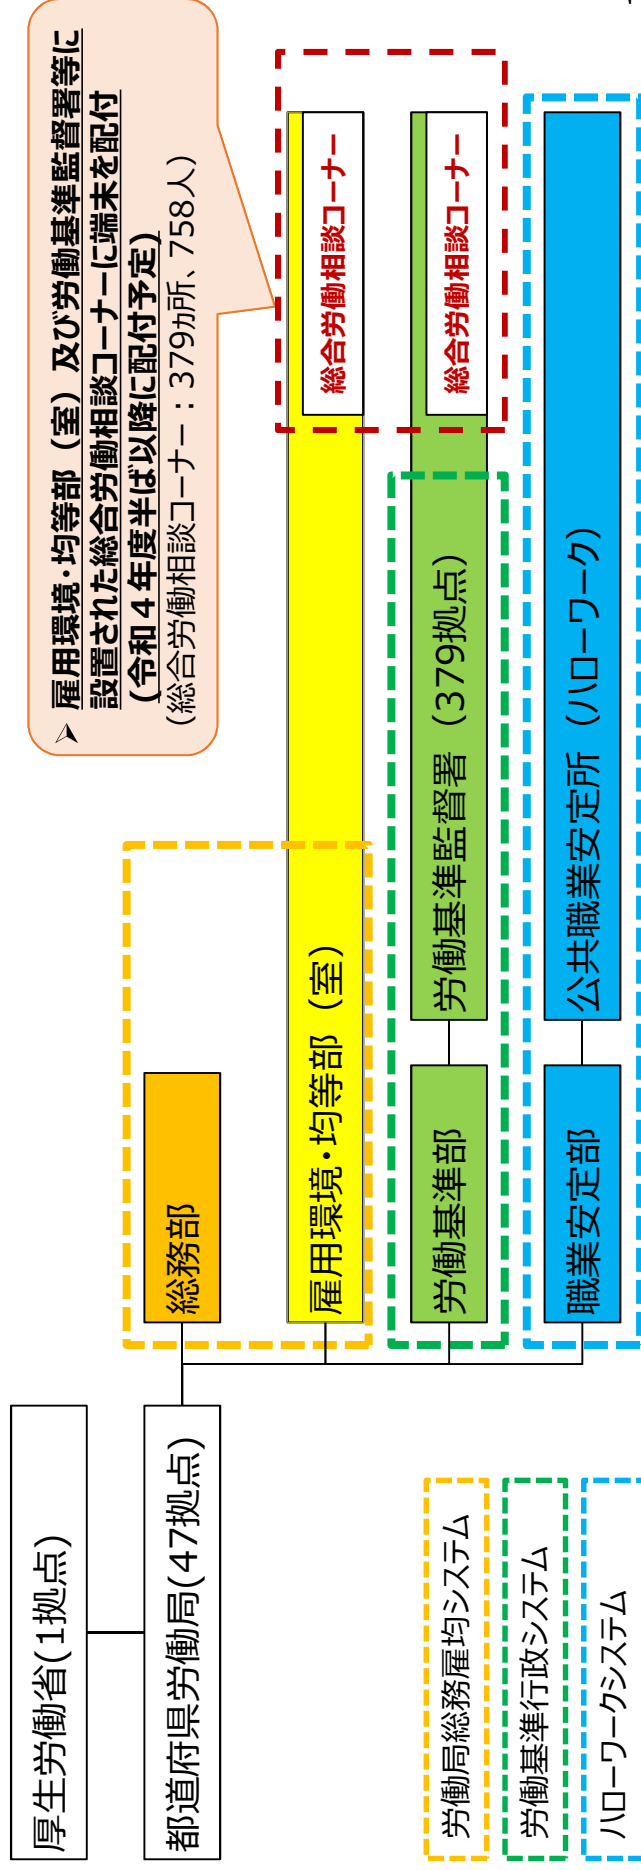 厚生労働省(1拠点)
都道府県労働局(47拠点)
➢ 雇用環境・均等部（室）及び労働基準監督署等に
設置された総合労働相談コーナーに端末を配付
(令和４年度半ば以降に配付予定)
(総合労働相談コーナー：379ヵ所、758人)
総務部
雇用環境・均等部（室）
総合労働相談コーナー
労働基準部
労働基準監督署（379拠点）
総合労働相談コーナー
職業安定部
公共職業安定所（ハローワーク）
労働局総務雇均システム
労働基準行政システム
ハローワークシステム